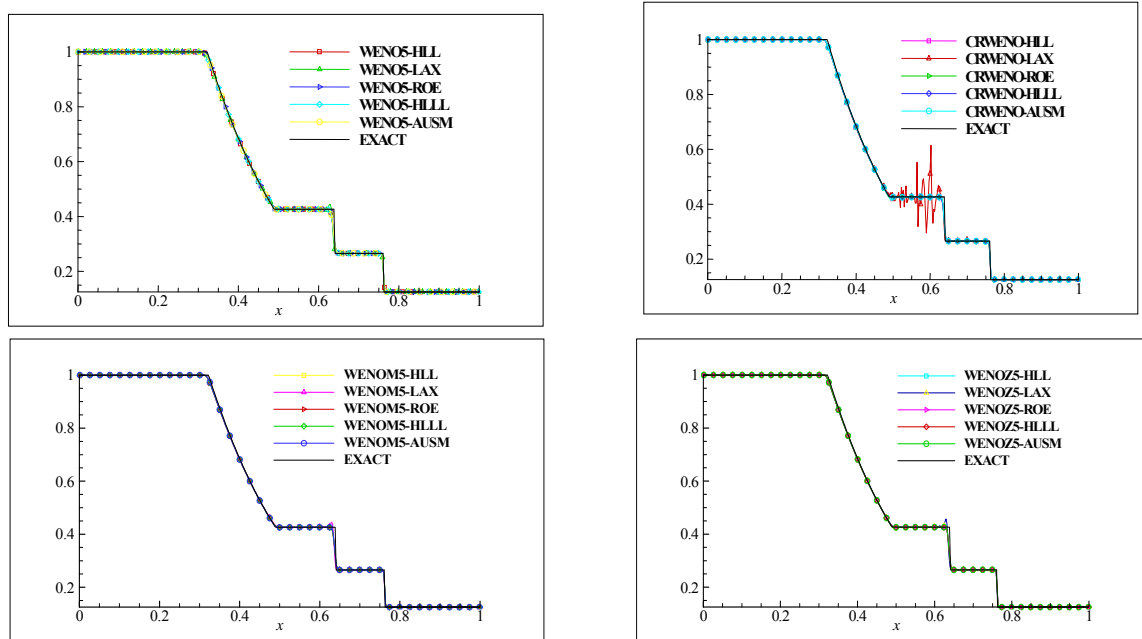 1
0.8
0.6
0.4
0.2
0 0.2 0.4 0.6 0.8 1
x
WENO5-HLL
WENO5-LAX
WENO5-ROE
WENO5-HLLL
WENO5-AUSM
EXACT
1
0.8
0.6
0.4
0.2
0 0.2 0.4 0.6 0.8 1
x
CRWENO-HLL
CRWENO-LAX
CRWENO-ROE
CRWENO-HLLL
CRWENO-AUSM
EXACT
1
0.8
0.6
0.4
0.2
0 0.2 0.4 0.6 0.8 1
x
WENOM5-HLL
WENOM5-LAX
WENOM5-ROE
WENOM5-HLLL
WENOM5-AUSM
EXACT
1
0.8
0.6
0.4
0.2
0 0.2 0.4 0.6 0.8 1
x
WENOZ5-HLL
WENOZ5-LAX
WENOZ5-ROE
WENOZ5-HLLL
WENOZ5-AUSM
EXACT